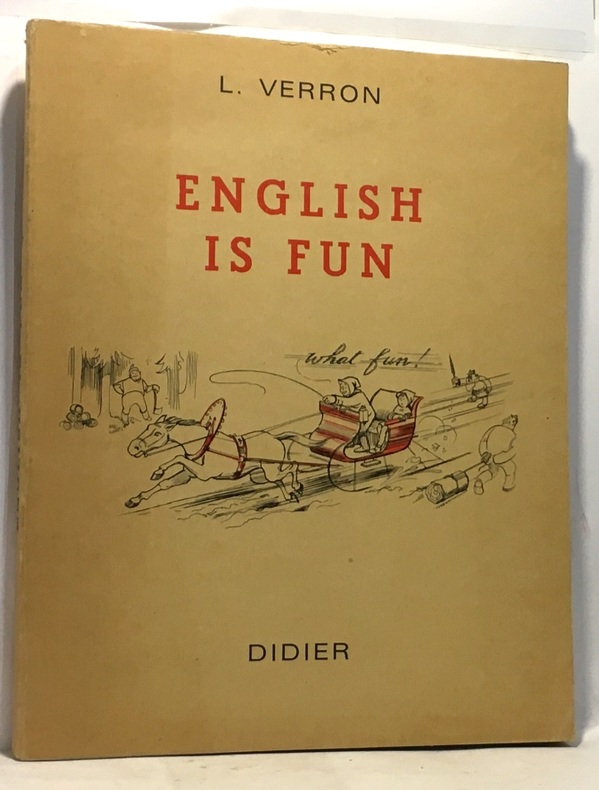 L. VERRON
ENGLISH
IS FUN
what fun!
DIDIER